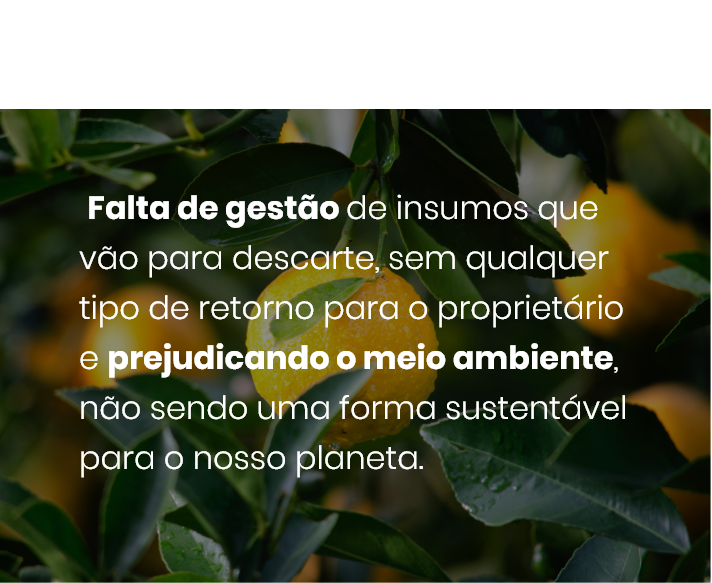 Falta de gestão de insumos que
vão para descarte, sem qualquer
tipo de retorno para o proprietário
e prejudicando o meio ambiente,
não sendo uma forma sustentável
para o nosso planeta.